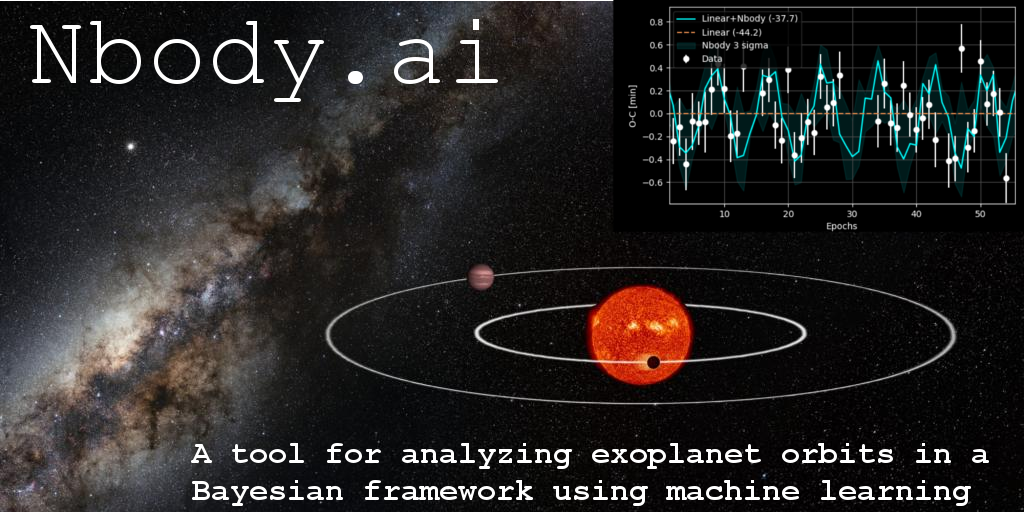 Nbody.ai
Linear+Nbody (-37.7)
Linear (-44.2)
Nbody 3 sigma
Data
O-C [min]
0.8
0.6
0.4
0.2
0.0
−0.2
−0.4
−0.6
10 20 30 40 50
Epochs
A tool for analyzing exoplanet orbits in a
Bayesian framework using machine learning